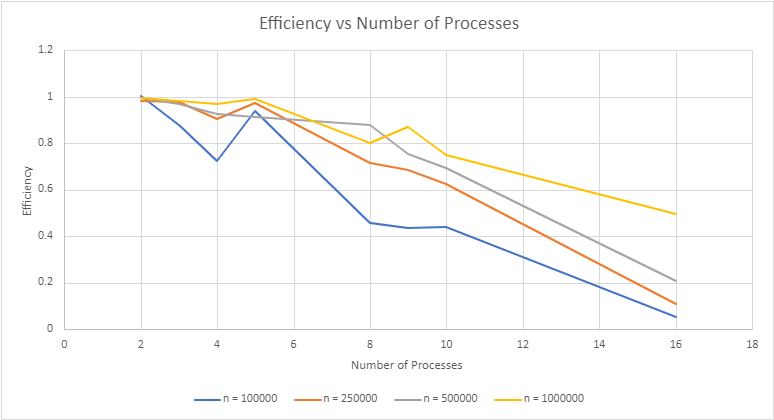 Efficiency vs Number of Processes
1.2
1
0.8
0.6
0.4
0.2
0
Efficiency
0 2 4 6 8 10 12 14 16 18
Number of Processes
n = 100000 n = 250000 n = 500000 n = 1000000